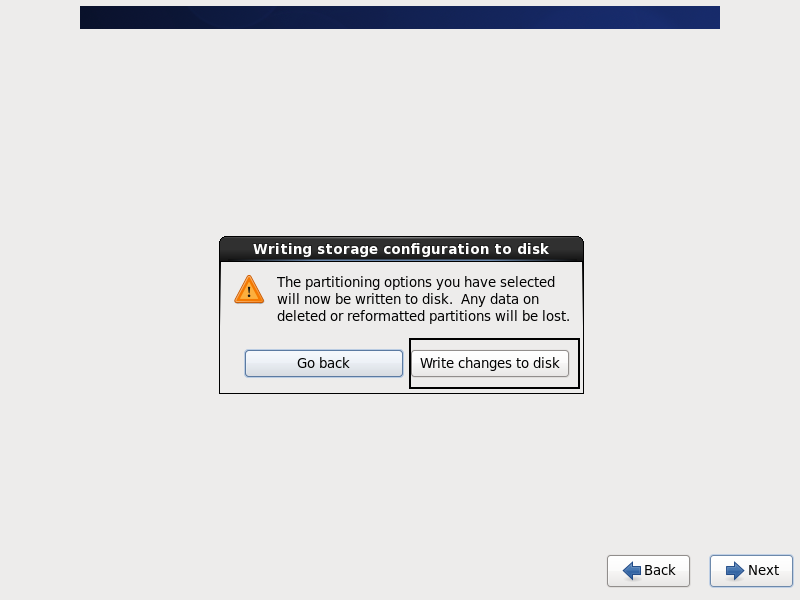 Writing storage configuration to disk
The partitioning options you have selected
will now be written to disk.  Any data on
deleted or reformatted partitions will be lost.
Go back
Write changes to disk
Back
Next